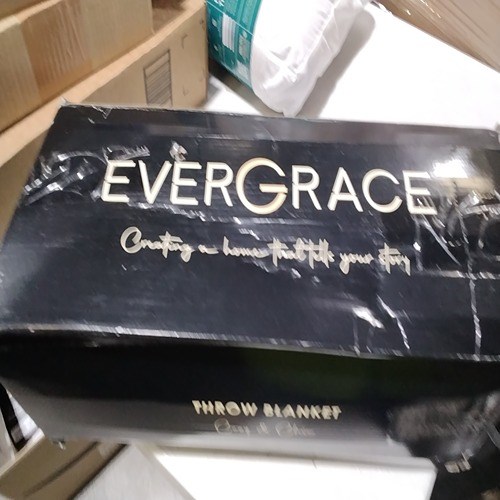 EVERGRACE
Creating a home that tells your story
THROW BLANKET